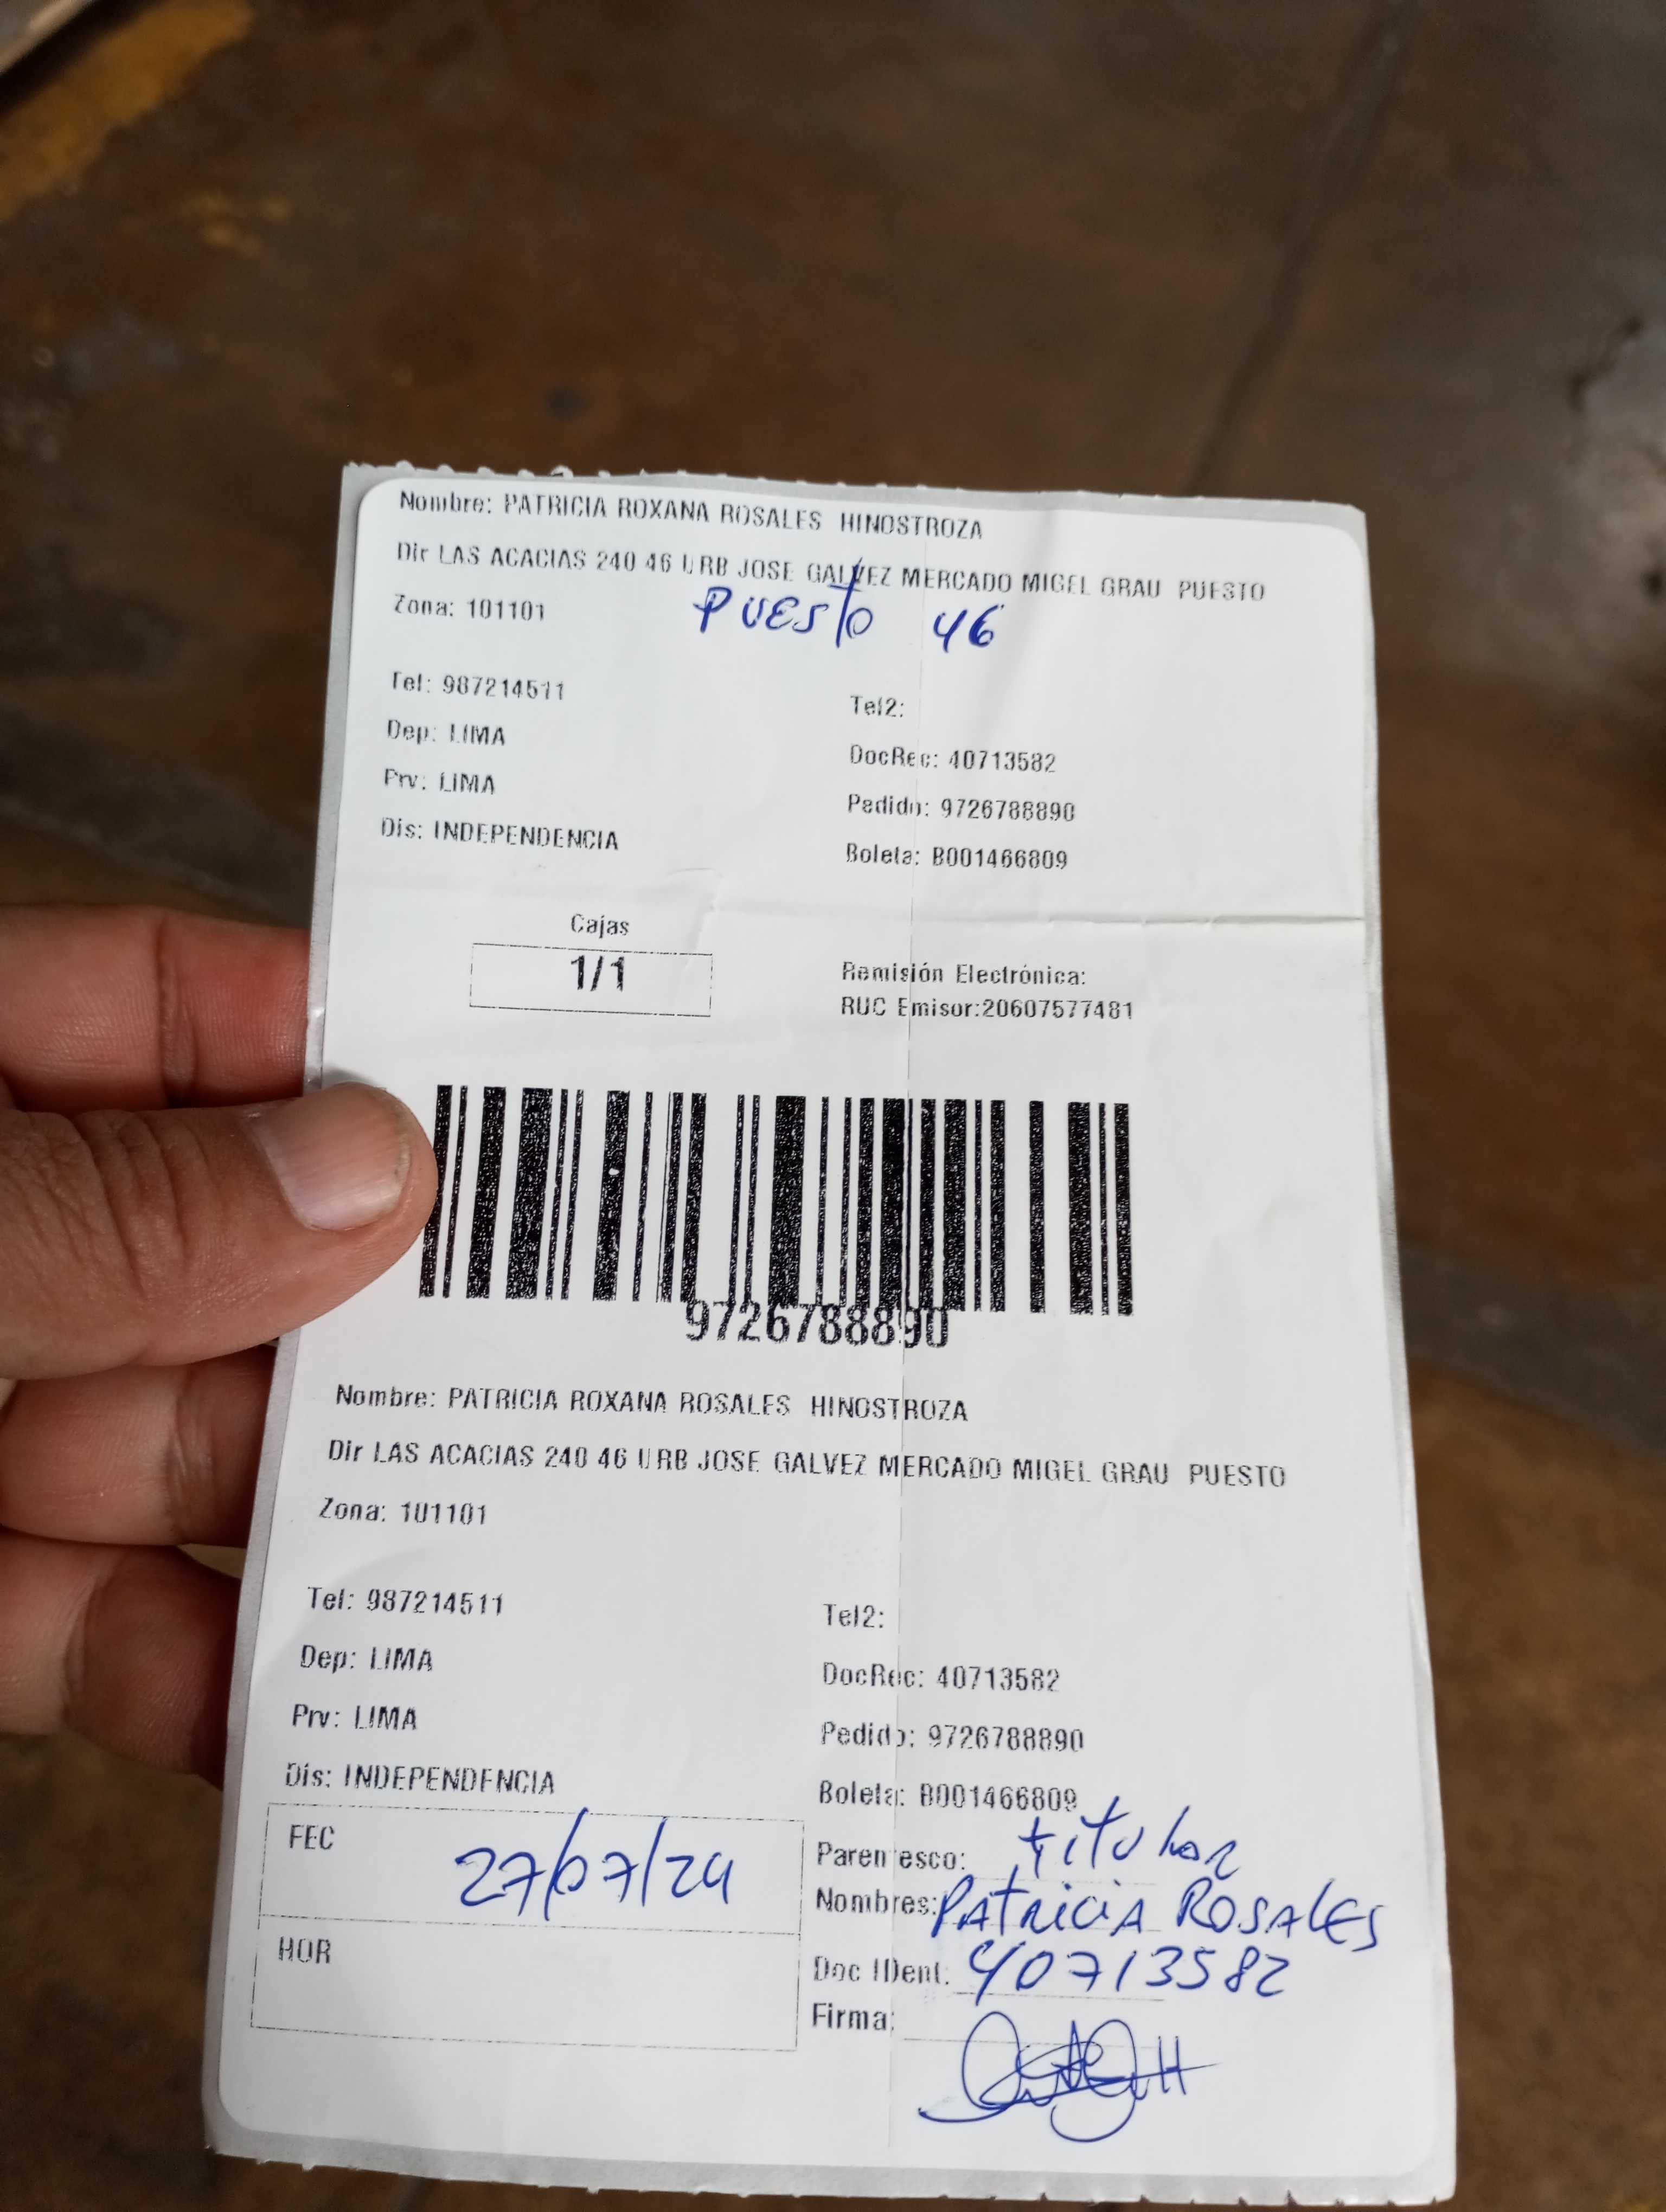 Nombre: PATRICIA ROXANA ROSALES HINOSTROZA
Dir LAS ACACIAS 240 46 URB JOSE GALVEZ MERCADO MIGEL GRAU PUESTO
Zona: 101101
PUESTO 46
Tel: 987214511
Tel2:
Dep: LIMA
DocRec: 40713582
Prv: LIMA
Pedido: 9726788890
Dis: INDEPENDENCIA
Boleta: B001466809
Cajas
1/1
Remisión Electrónica:
RUC Emisor:20607577481
9726788890
Nombre: PATRICIA ROXANA ROSALES HINOSTROZA
Dir LAS ACACIAS 240 46 URB JOSE GALVEZ MERCADO MIGEL GRAU PUESTO
Zona: 101101
Tel: 987214511
Tel2:
Dep: LIMA
DocRec: 40713582
Prv: LIMA
Pedido: 9726788890
Dis: INDEPENDENCIA
Boleta: B001466809
FEC 27/07/24
Parentesco: titular
Nombres: PAtRICIA ROSALES
HOR
Doc IDent: 40713582
Firma: